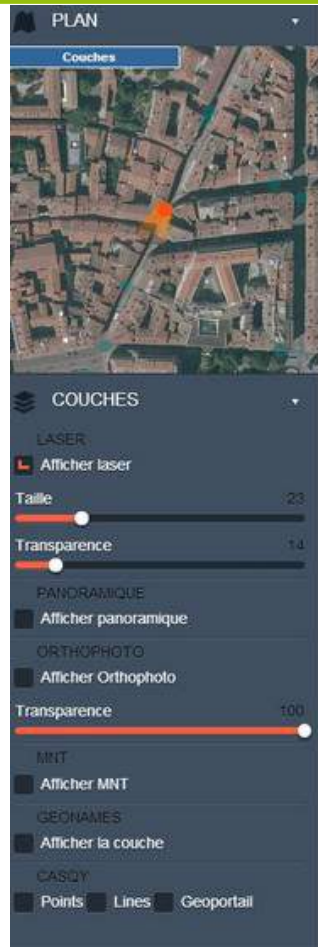 PLAN
Couches
COUCHES
LASER
Afficher laser
Taille 23
Transparence 14
PANORAMIQUE
Afficher panoramique
ORTHOPHOTO
Afficher Orthophoto
Transparence 100
MNT
Afficher MNT
GEONAMES
Afficher la couche
CASQY
Points Lines Geoportail